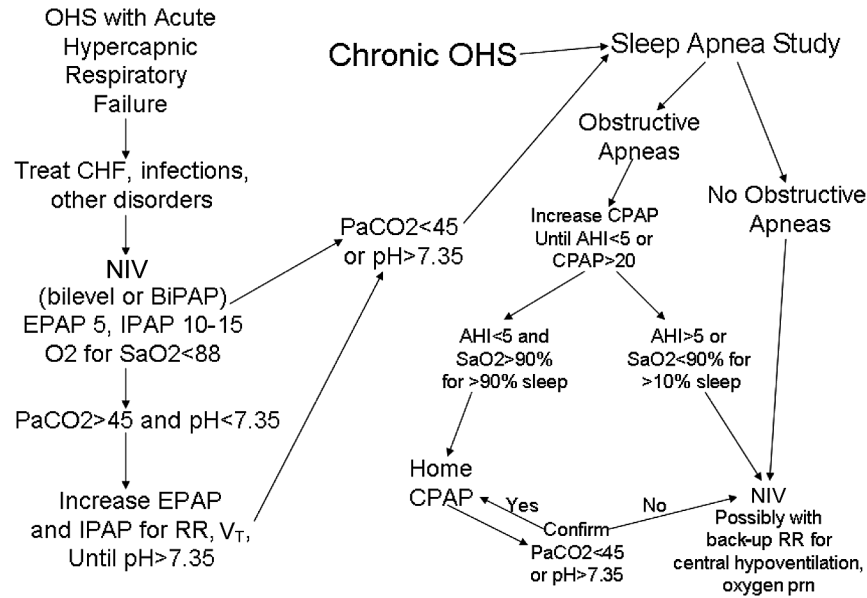 OHS with Acute
Hypercapnic
Respiratory
Failure
Treat CHF, infections,
other disorders
NIV
(bilevel or BiPAP)
EPAP 5, IPAP 10-15
O2 for SaO2<88
PaCO2>45 and pH<7.35
Increase EPAP
and IPAP for RR, VT,
Until pH>7.35
PaCO2<45
or pH>7.35
Chronic OHS
Sleep Apnea Study
Obstructive
Apneas
No Obstructive
Apneas
Increase CPAP
Until AHI<5 or
CPAP>20
AHI<5 and
SaO2>90%
for >90% sleep
AHI>5 or
SaO2<90% for
>10% sleep
Home
CPAP
Yes
Confirm
PaCO2<45
or pH>7.35
No
NIV
Possibly with
back-up RR for
central hypoventilation,
oxygen prn